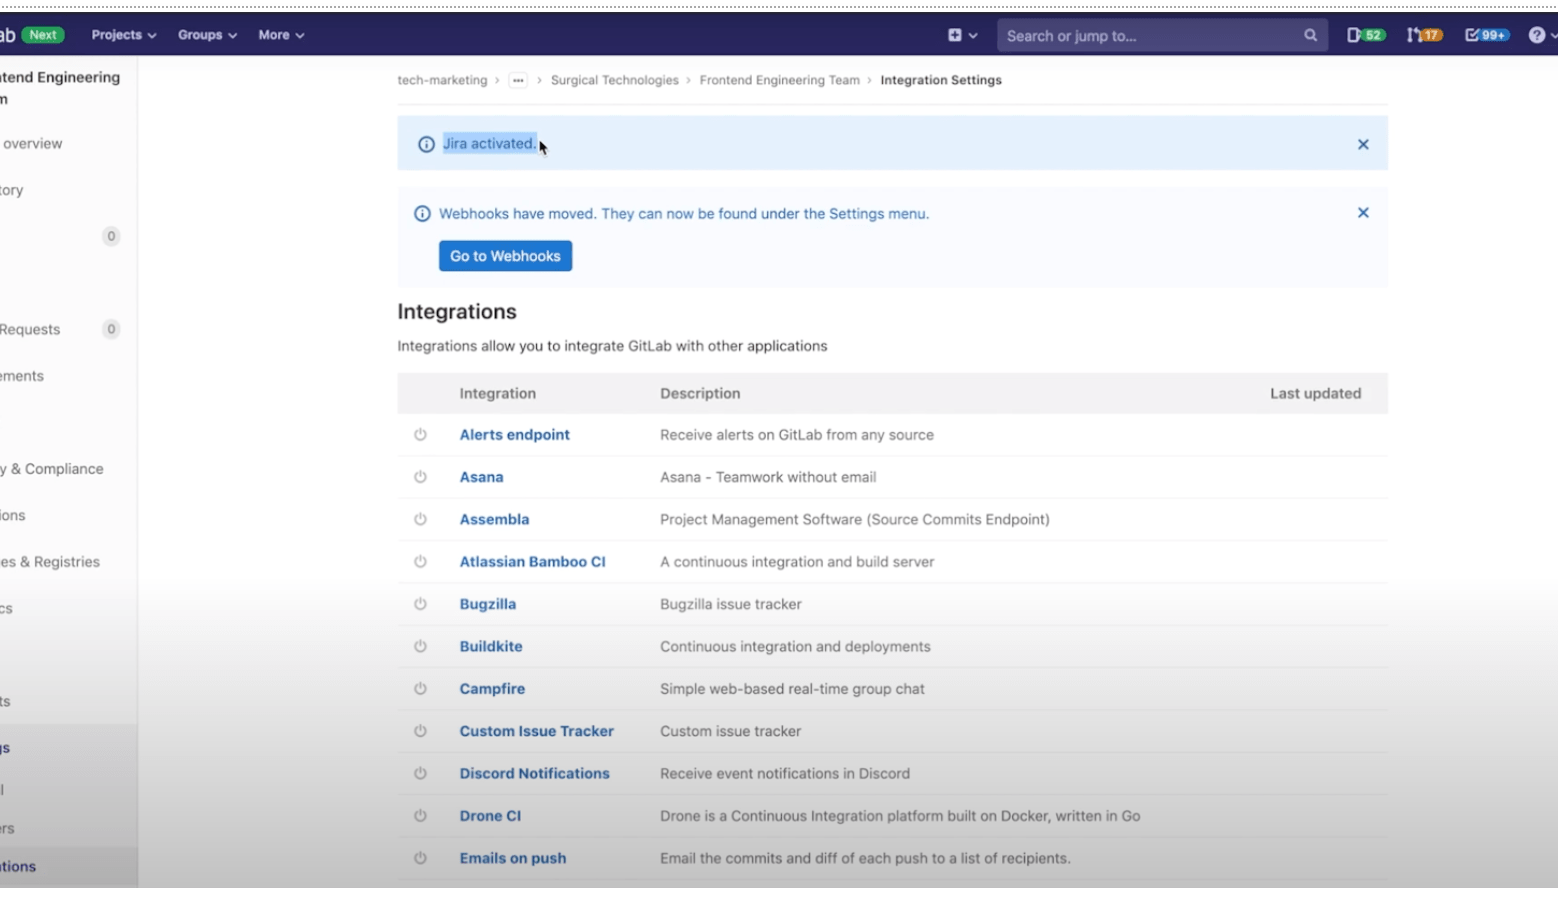 ab Next Projects Groups More Search or jump to... 52 17 99+
tend Engineering
m
overview
tory
0
Requests 0
ements
y & Compliance
ions
es & Registries
cs
ts
gs
l
ers
tions
tech-marketing > ... > Surgical Technologies > Frontend Engineering Team > Integration Settings
Jira activated.
Webhooks have moved. They can now be found under the Settings menu.
Go to Webhooks
Integrations
Integrations allow you to integrate GitLab with other applications
Integration Description Last updated
Alerts endpoint Receive alerts on GitLab from any source
Asana Asana - Teamwork without email
Assembla Project Management Software (Source Commits Endpoint)
Atlassian Bamboo CI A continuous integration and build server
Bugzilla Bugzilla issue tracker
Buildkite Continuous integration and deployments
Campfire Simple web-based real-time group chat
Custom Issue Tracker Custom issue tracker
Discord Notifications Receive event notifications in Discord
Drone CI Drone is a Continuous Integration platform built on Docker, written in Go
Emails on push Email the commits and diff of each push to a list of recipients.